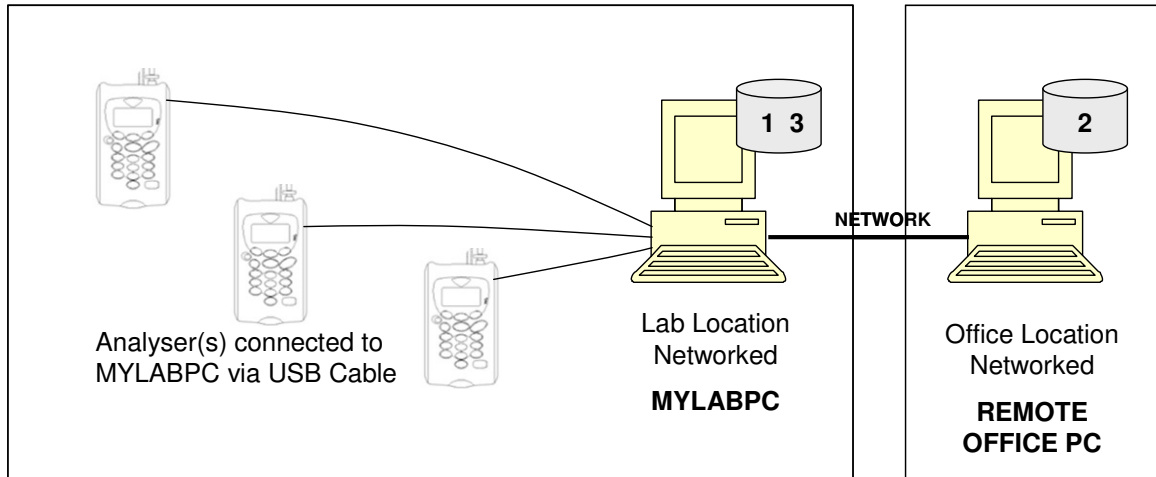 1 3
2
NETWORK
Analyser(s) connected to
MYLABPC via USB Cable
Lab Location
Networked
MYLABPC
Office Location
Networked
REMOTE
OFFICE PC